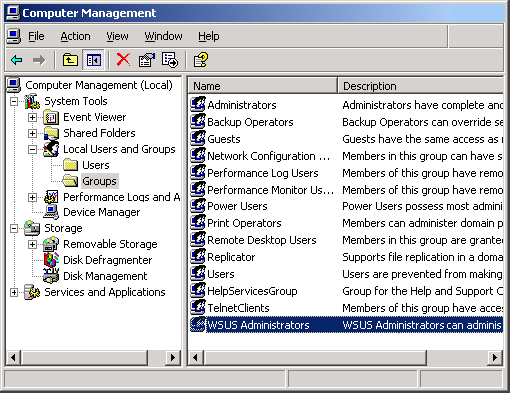 Computer Management
File Action View Window Help
Computer Management (Local)
System Tools
Event Viewer
Shared Folders
Local Users and Groups
Users
Groups
Performance Logs and A
Device Manager
Storage
Removable Storage
Disk Defragmenter
Disk Management
Services and Applications
Name Description
Administrators Administrators have complete and
Backup Operators Backup Operators can override se
Guests Guests have the same access as
Network Configuration ... Members in this group can have s
Performance Log Users Members of this group have remo
Performance Monitor Us... Members of this group have remo
Power Users Power Users possess most admini
Print Operators Members can administer domain p
Remote Desktop Users Members in this group are granted
Replicator Supports file replication in a doma
Users Users are prevented from making
HelpServicesGroup Group for the Help and Support C
TelnetClients Members of this group have acces
WSUS Administrators WSUS Administrators can adminis